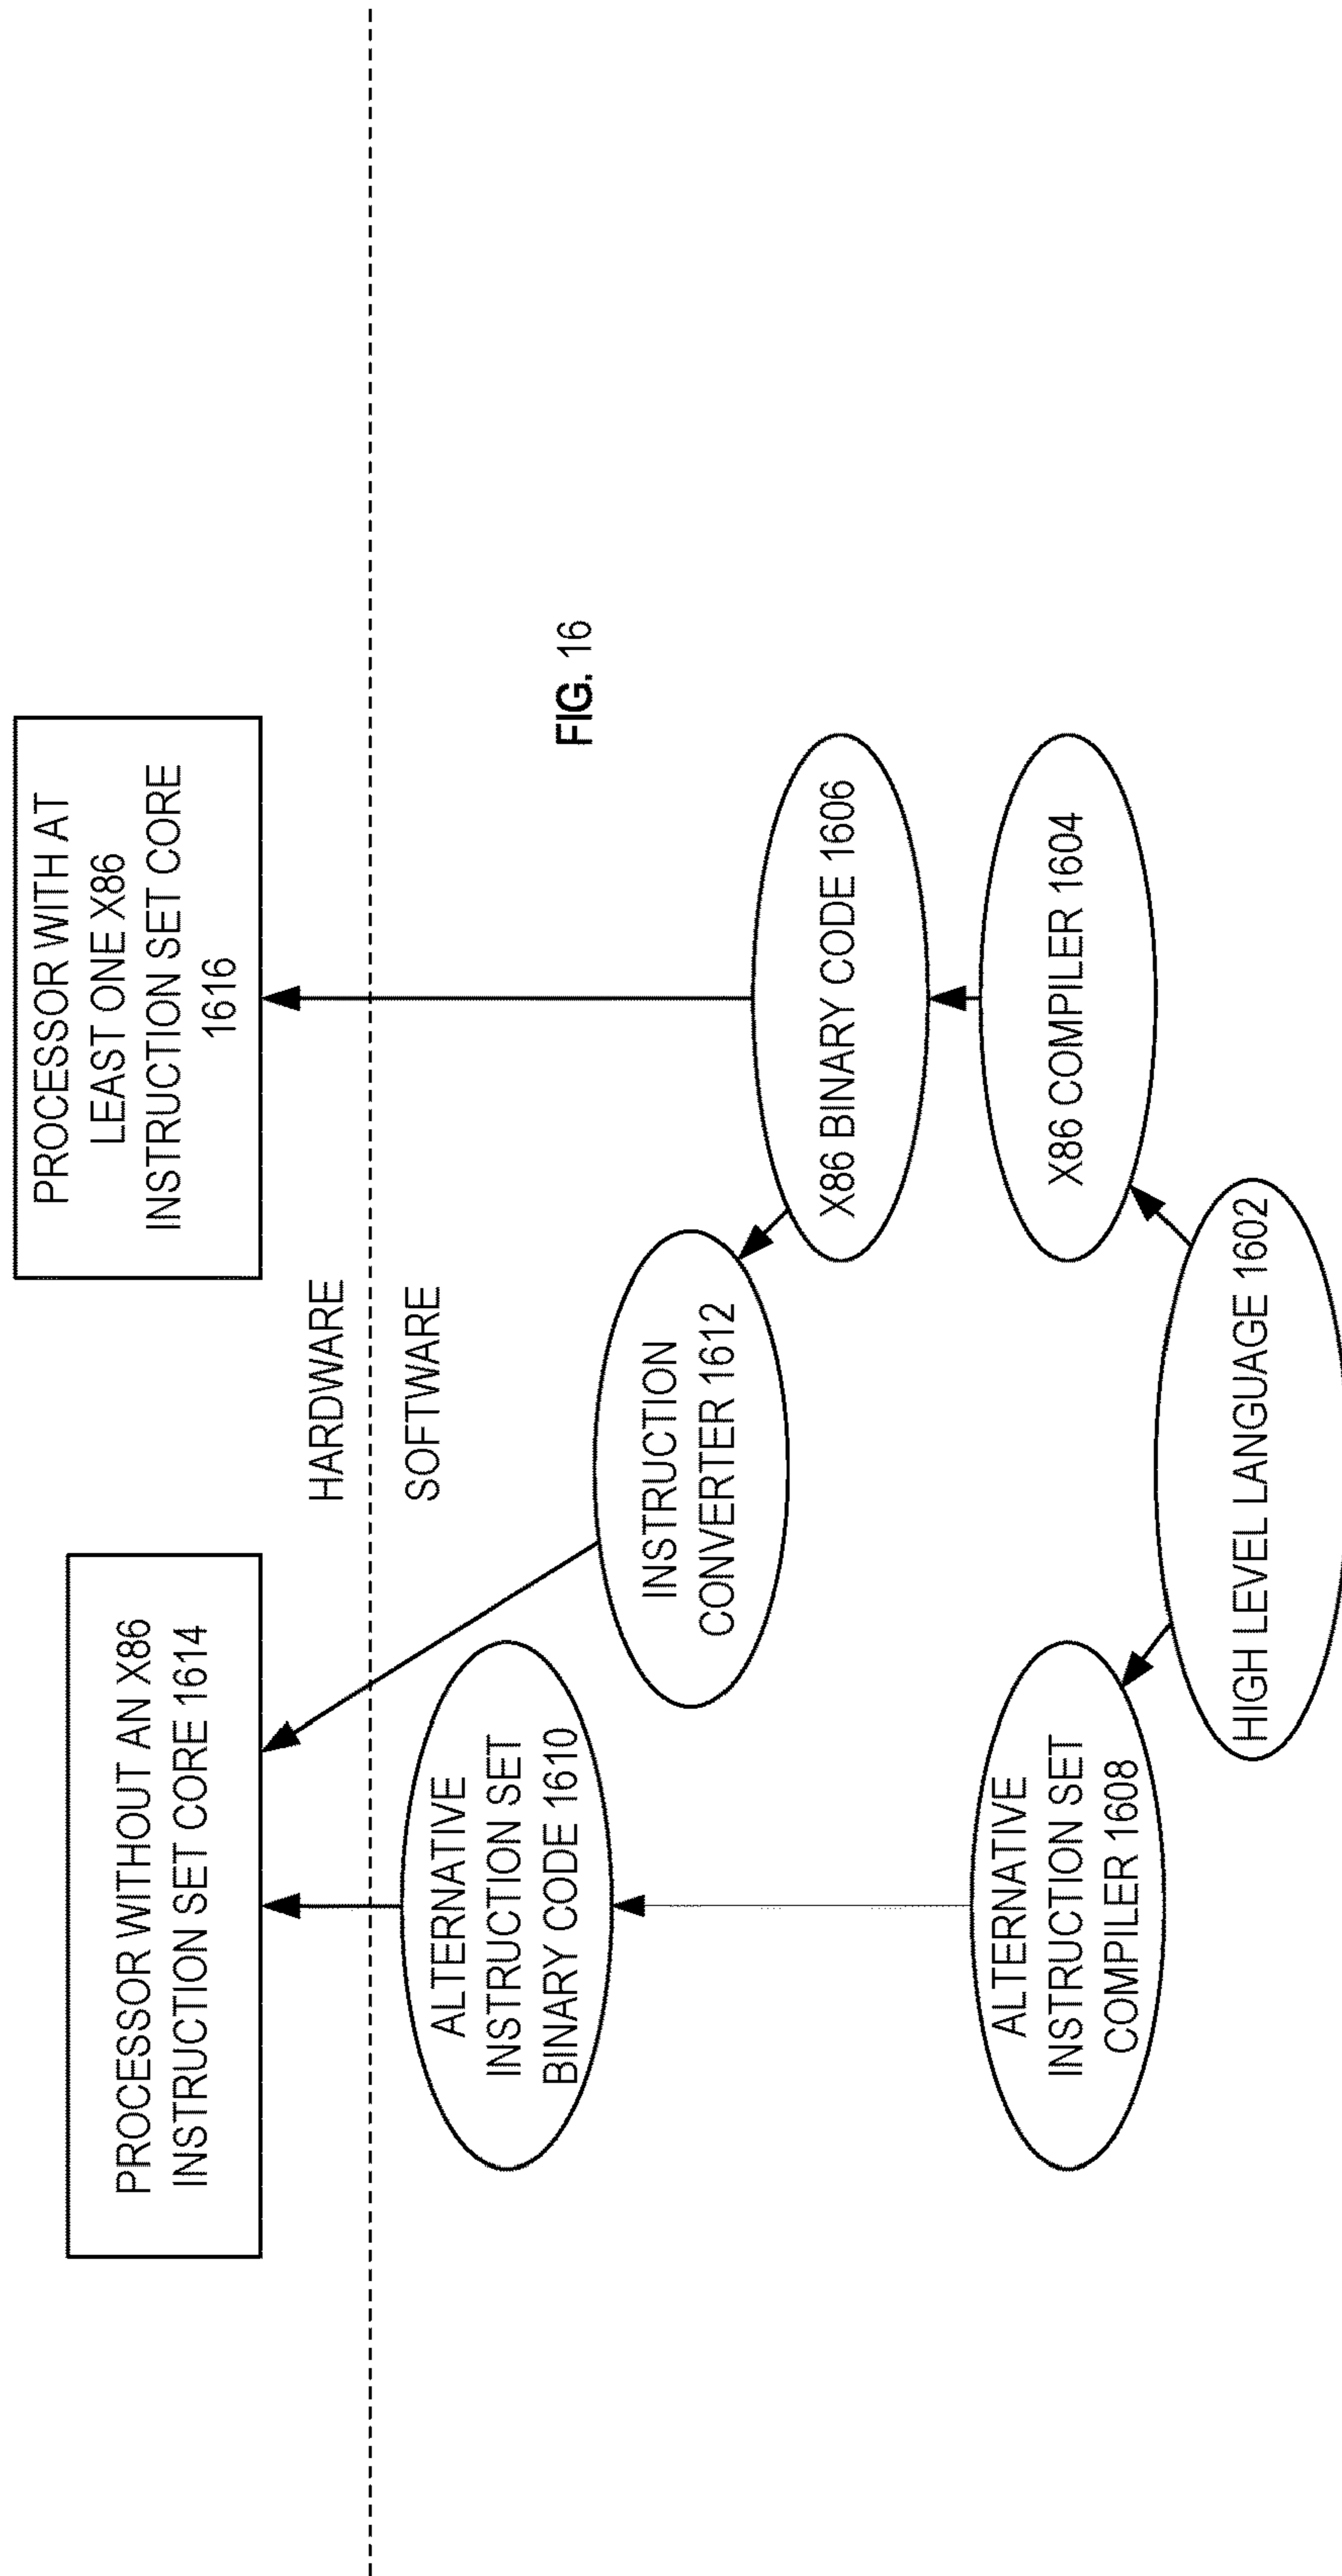 PROCESSOR WITHOUT AN X86
INSTRUCTION SET CORE 1614
PROCESSOR WITH AT
LEAST ONE X86
INSTRUCTION SET CORE
1616
HARDWARE
SOFTWARE
ALTERNATIVE
INSTRUCTION SET
BINARY CODE 1610
FIG. 16
INSTRUCTION
CONVERTER 1612
X86 BINARY CODE 1606
ALTERNATIVE
INSTRUCTION SET
COMPILER 1608
X86 COMPILER 1604
HIGH LEVEL LANGUAGE 1602